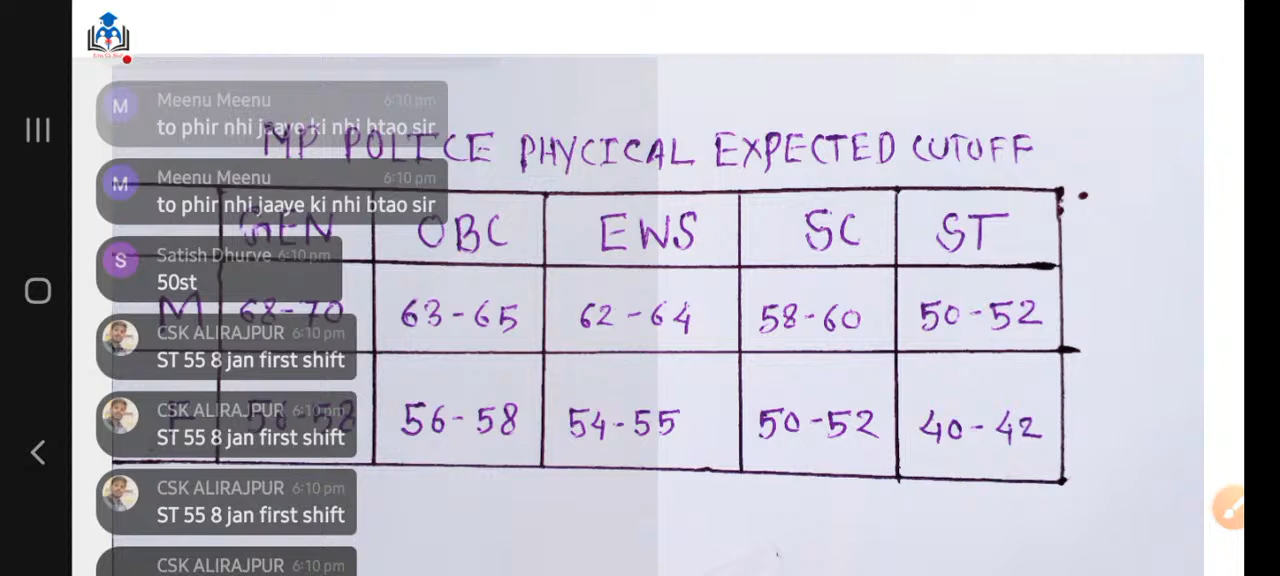 Meenu Meenu 6:10 pm
to phir nhi jaaye ki nhi btao sir
MP POLICE PHYCICAL EXPECTED CUTOFF
Meenu Meenu 6:10 pm
to phir nhi jaaye ki nhi btao sir
GEN OBC EWS SC ST
Satish Dhurve 6:10 pm
50st
M 68-70 63-65 62-64 58-60 50-52
CSK ALIRAJPUR 6:10 pm
ST 55 8 jan first shift
CSK ALIRAJPUR 6:10 pm
F 56-58 56-58 54-55 50-52 40-42
ST 55 8 jan first shift
CSK ALIRAJPUR 6:10 pm
ST 55 8 jan first shift
CSK ALIRAJPUR 6:10 pm